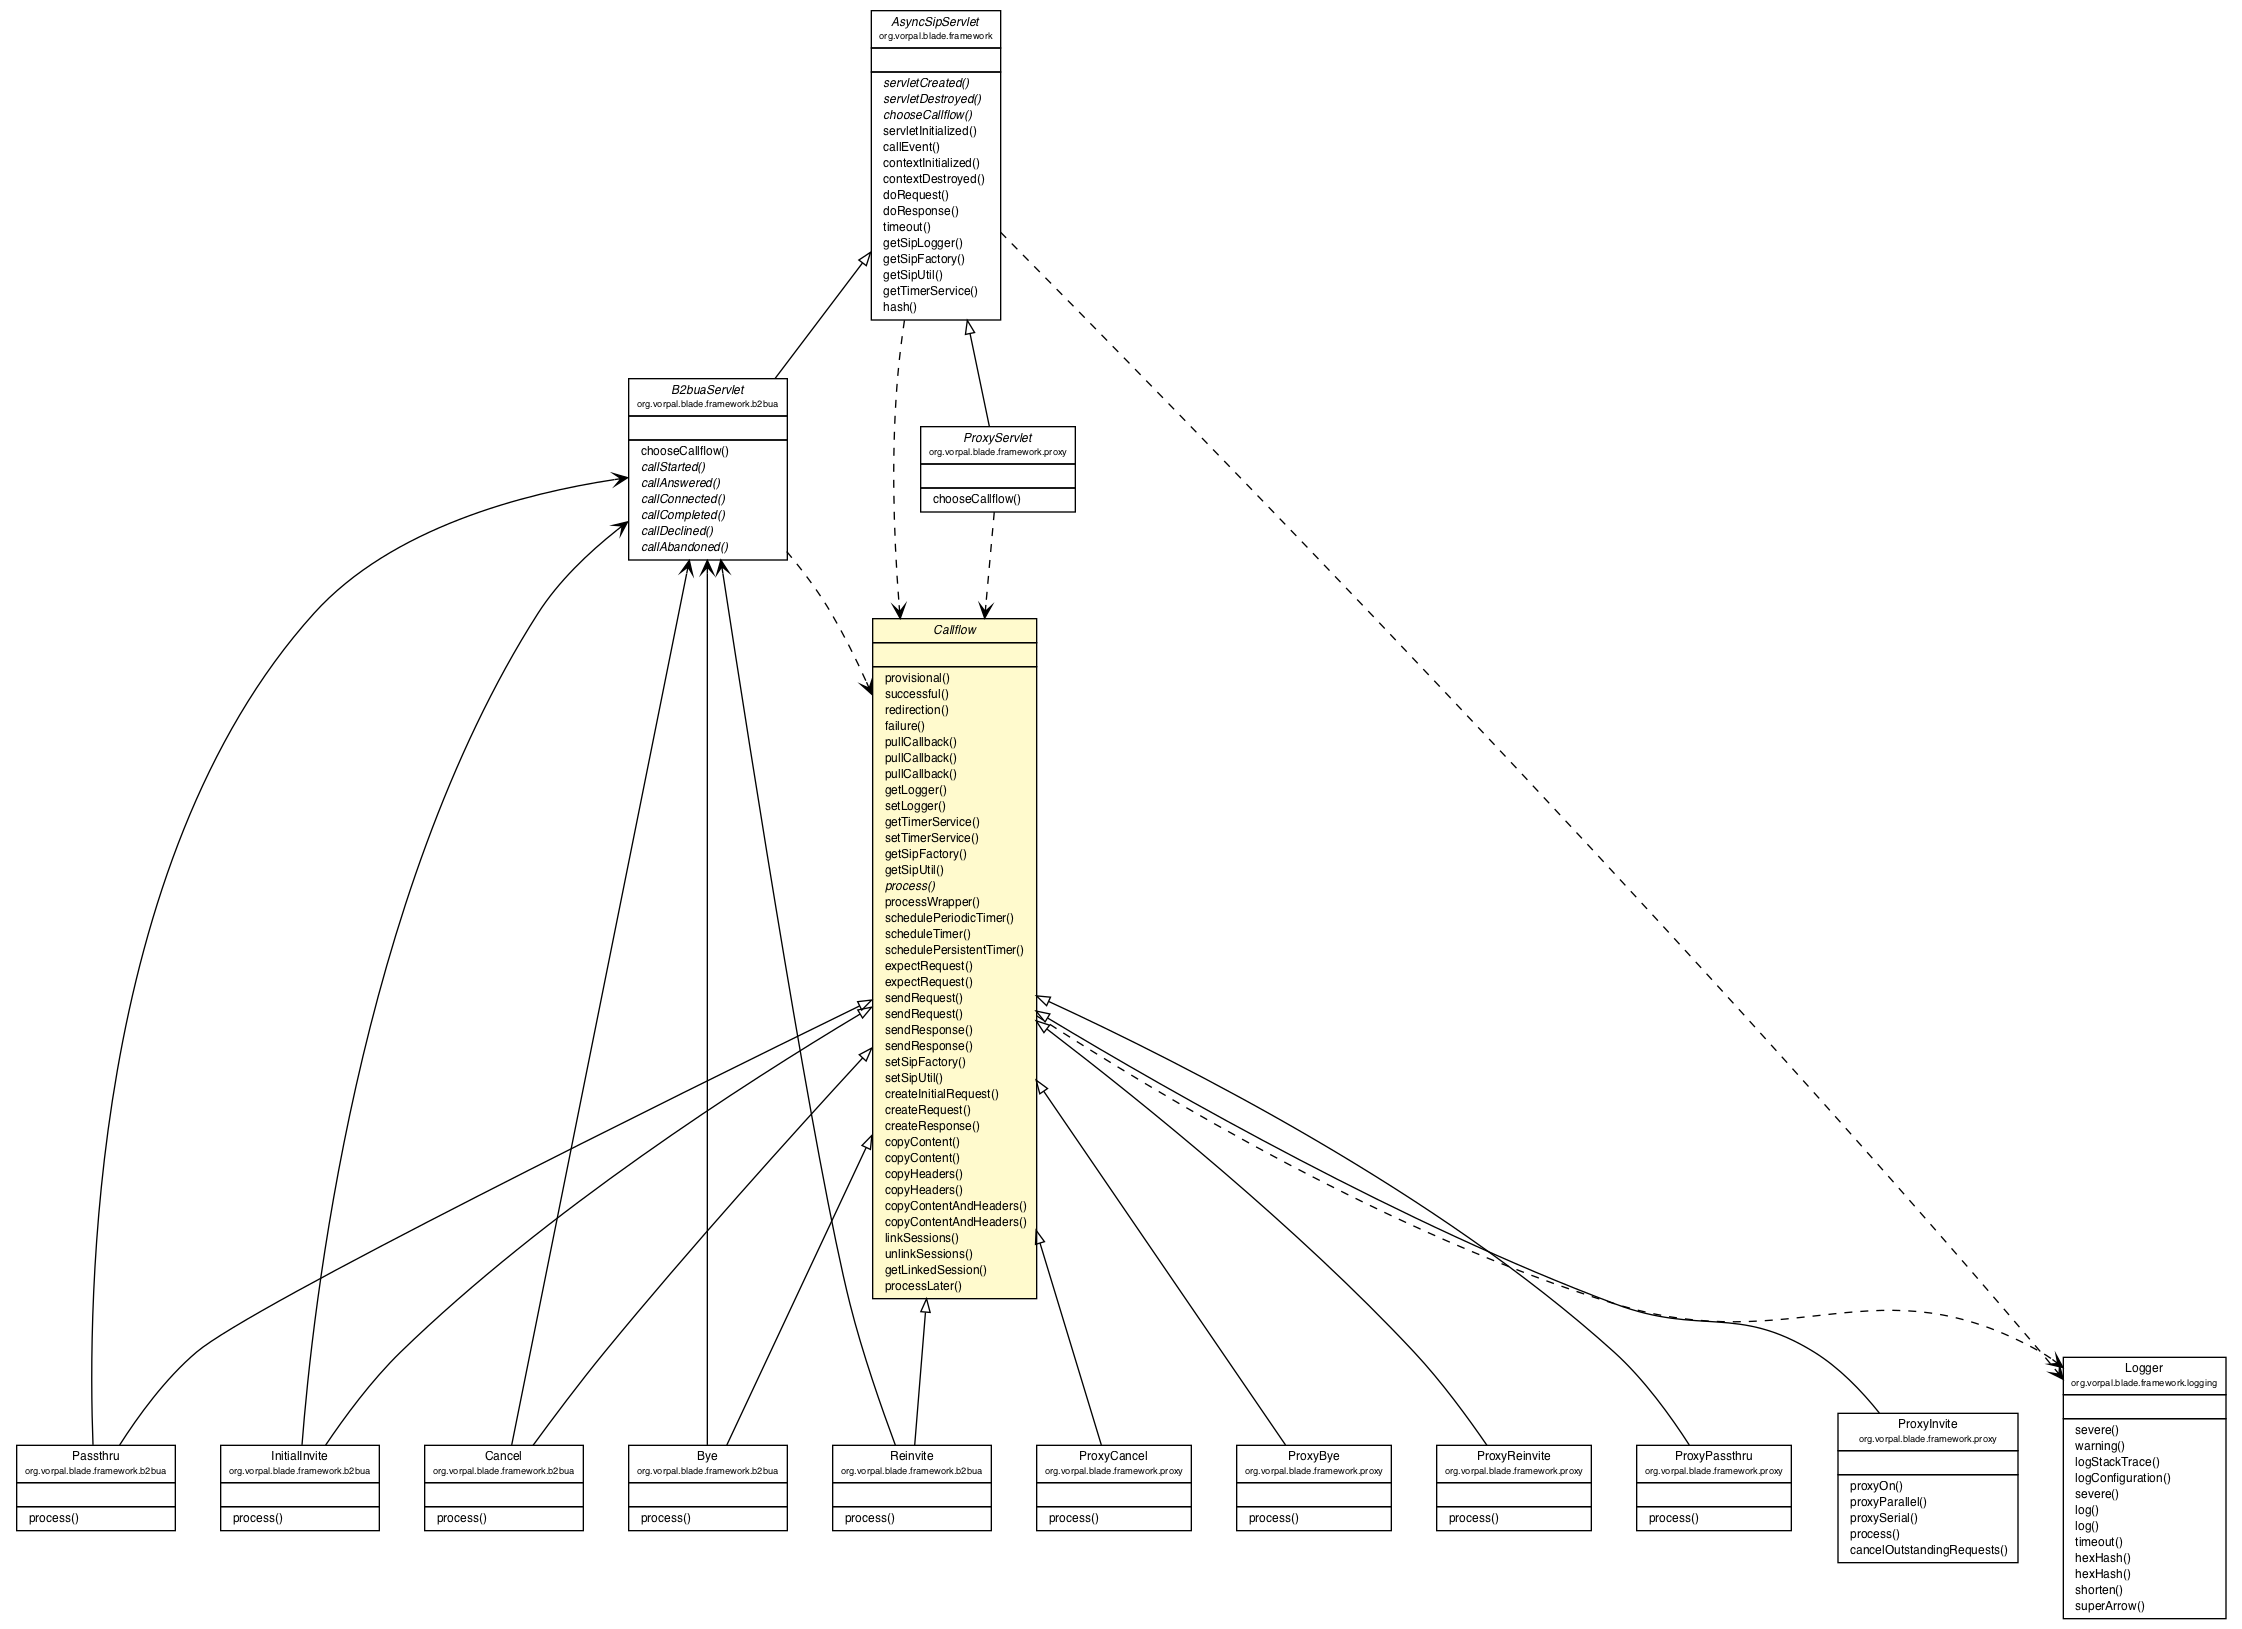 AsyncSipServlet
org.vorpal.blade.framework
servletCreated()
servletDestroyed()
chooseCallflow()
servletInitialized()
callEvent()
contextInitialized()
contextDestroyed()
doRequest()
doResponse()
timeout()
getSipLogger()
getSipFactory()
getSipUtil()
getTimerService()
hash()
B2buaServlet
org.vorpal.blade.framework.b2bua
chooseCallflow()
callStarted()
callAnswered()
callConnected()
callCompleted()
callDeclined()
callAbandoned()
ProxyServlet
org.vorpal.blade.framework.proxy
chooseCallflow()
Callflow
provisional()
successful()
redirection()
failure()
pullCallback()
pullCallback()
pullCallback()
getLogger()
setLogger()
getTimerService()
setTimerService()
getSipFactory()
getSipUtil()
process()
processWrapper()
schedulePeriodicTimer()
scheduleTimer()
schedulePersistentTimer()
expectRequest()
expectRequest()
sendRequest()
sendRequest()
sendResponse()
sendResponse()
setSipFactory()
setSipUtil()
createInitialRequest()
createRequest()
createResponse()
copyContent()
copyContent()
copyHeaders()
copyHeaders()
copyContentAndHeaders()
copyContentAndHeaders()
linkSessions()
unlinkSessions()
getLinkedSession()
processLater()
Passthru
org.vorpal.blade.framework.b2bua
process()
InitialInvite
org.vorpal.blade.framework.b2bua
process()
Cancel
org.vorpal.blade.framework.b2bua
process()
Bye
org.vorpal.blade.framework.b2bua
process()
Reinvite
org.vorpal.blade.framework.b2bua
process()
ProxyCancel
org.vorpal.blade.framework.proxy
process()
ProxyBye
org.vorpal.blade.framework.proxy
process()
ProxyReinvite
org.vorpal.blade.framework.proxy
process()
ProxyPassthru
org.vorpal.blade.framework.proxy
process()
ProxyInvite
org.vorpal.blade.framework.proxy
proxyOn()
proxyParallel()
proxySerial()
process()
cancelOutstandingRequests()
Logger
org.vorpal.blade.framework.logging
severe()
warning()
logStackTrace()
logConfiguration()
severe()
log()
log()
timeout()
hexHash()
hexHash()
shorten()
superArrow()